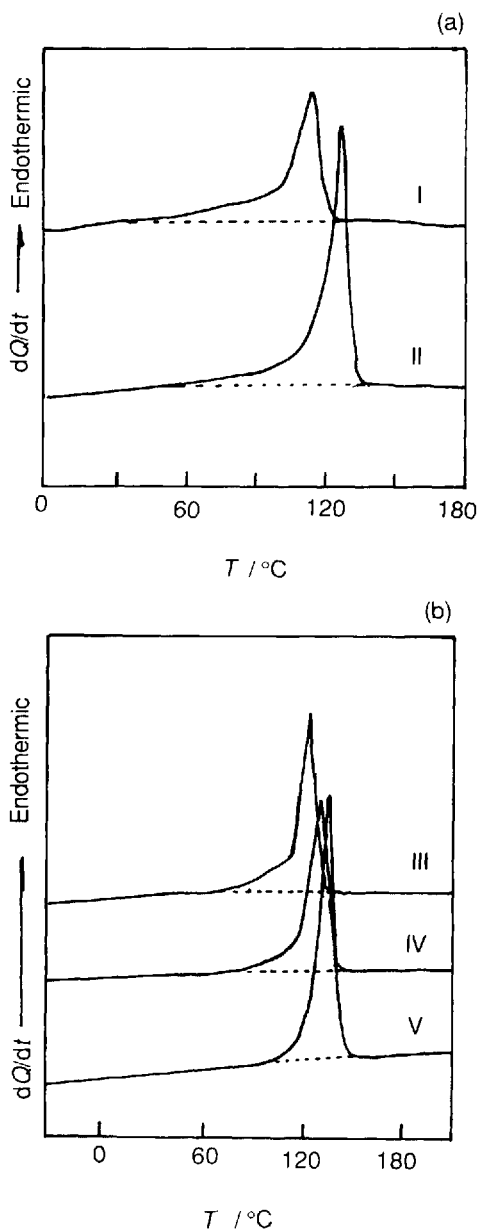 (a)
dQ/dt → Endothermic
I
II
0 60 120 180
T / °C
(b)
dQ/dt → Endothermic
III
IV
V
0 60 120 180
T / °C